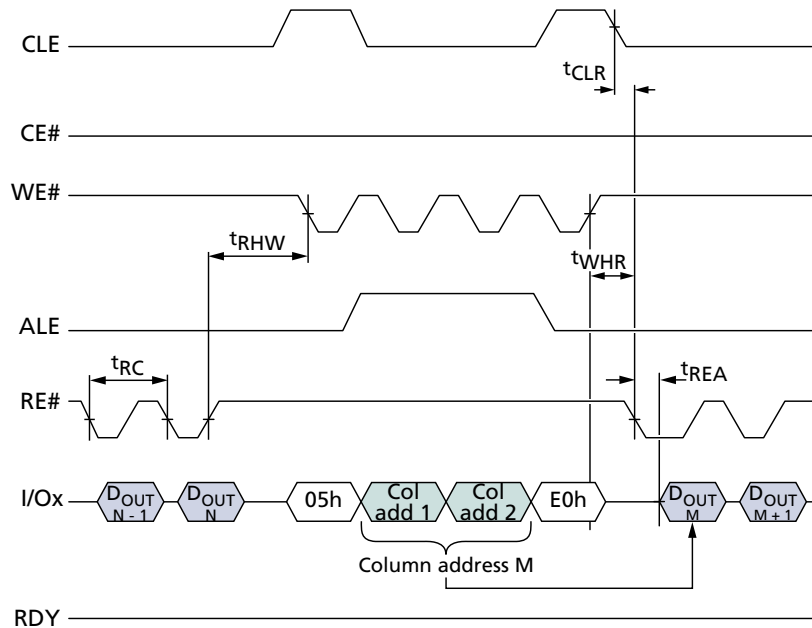 CLE
tCLR
CE#
WE#
tRHW
tWHR
ALE
tRC
tREA
RE#
I/Ox
DOUT
N - 1
DOUT
N
05h
Col
add 1
Col
add 2
E0h
DOUT
M
DOUT
M + 1
Column address M
RDY